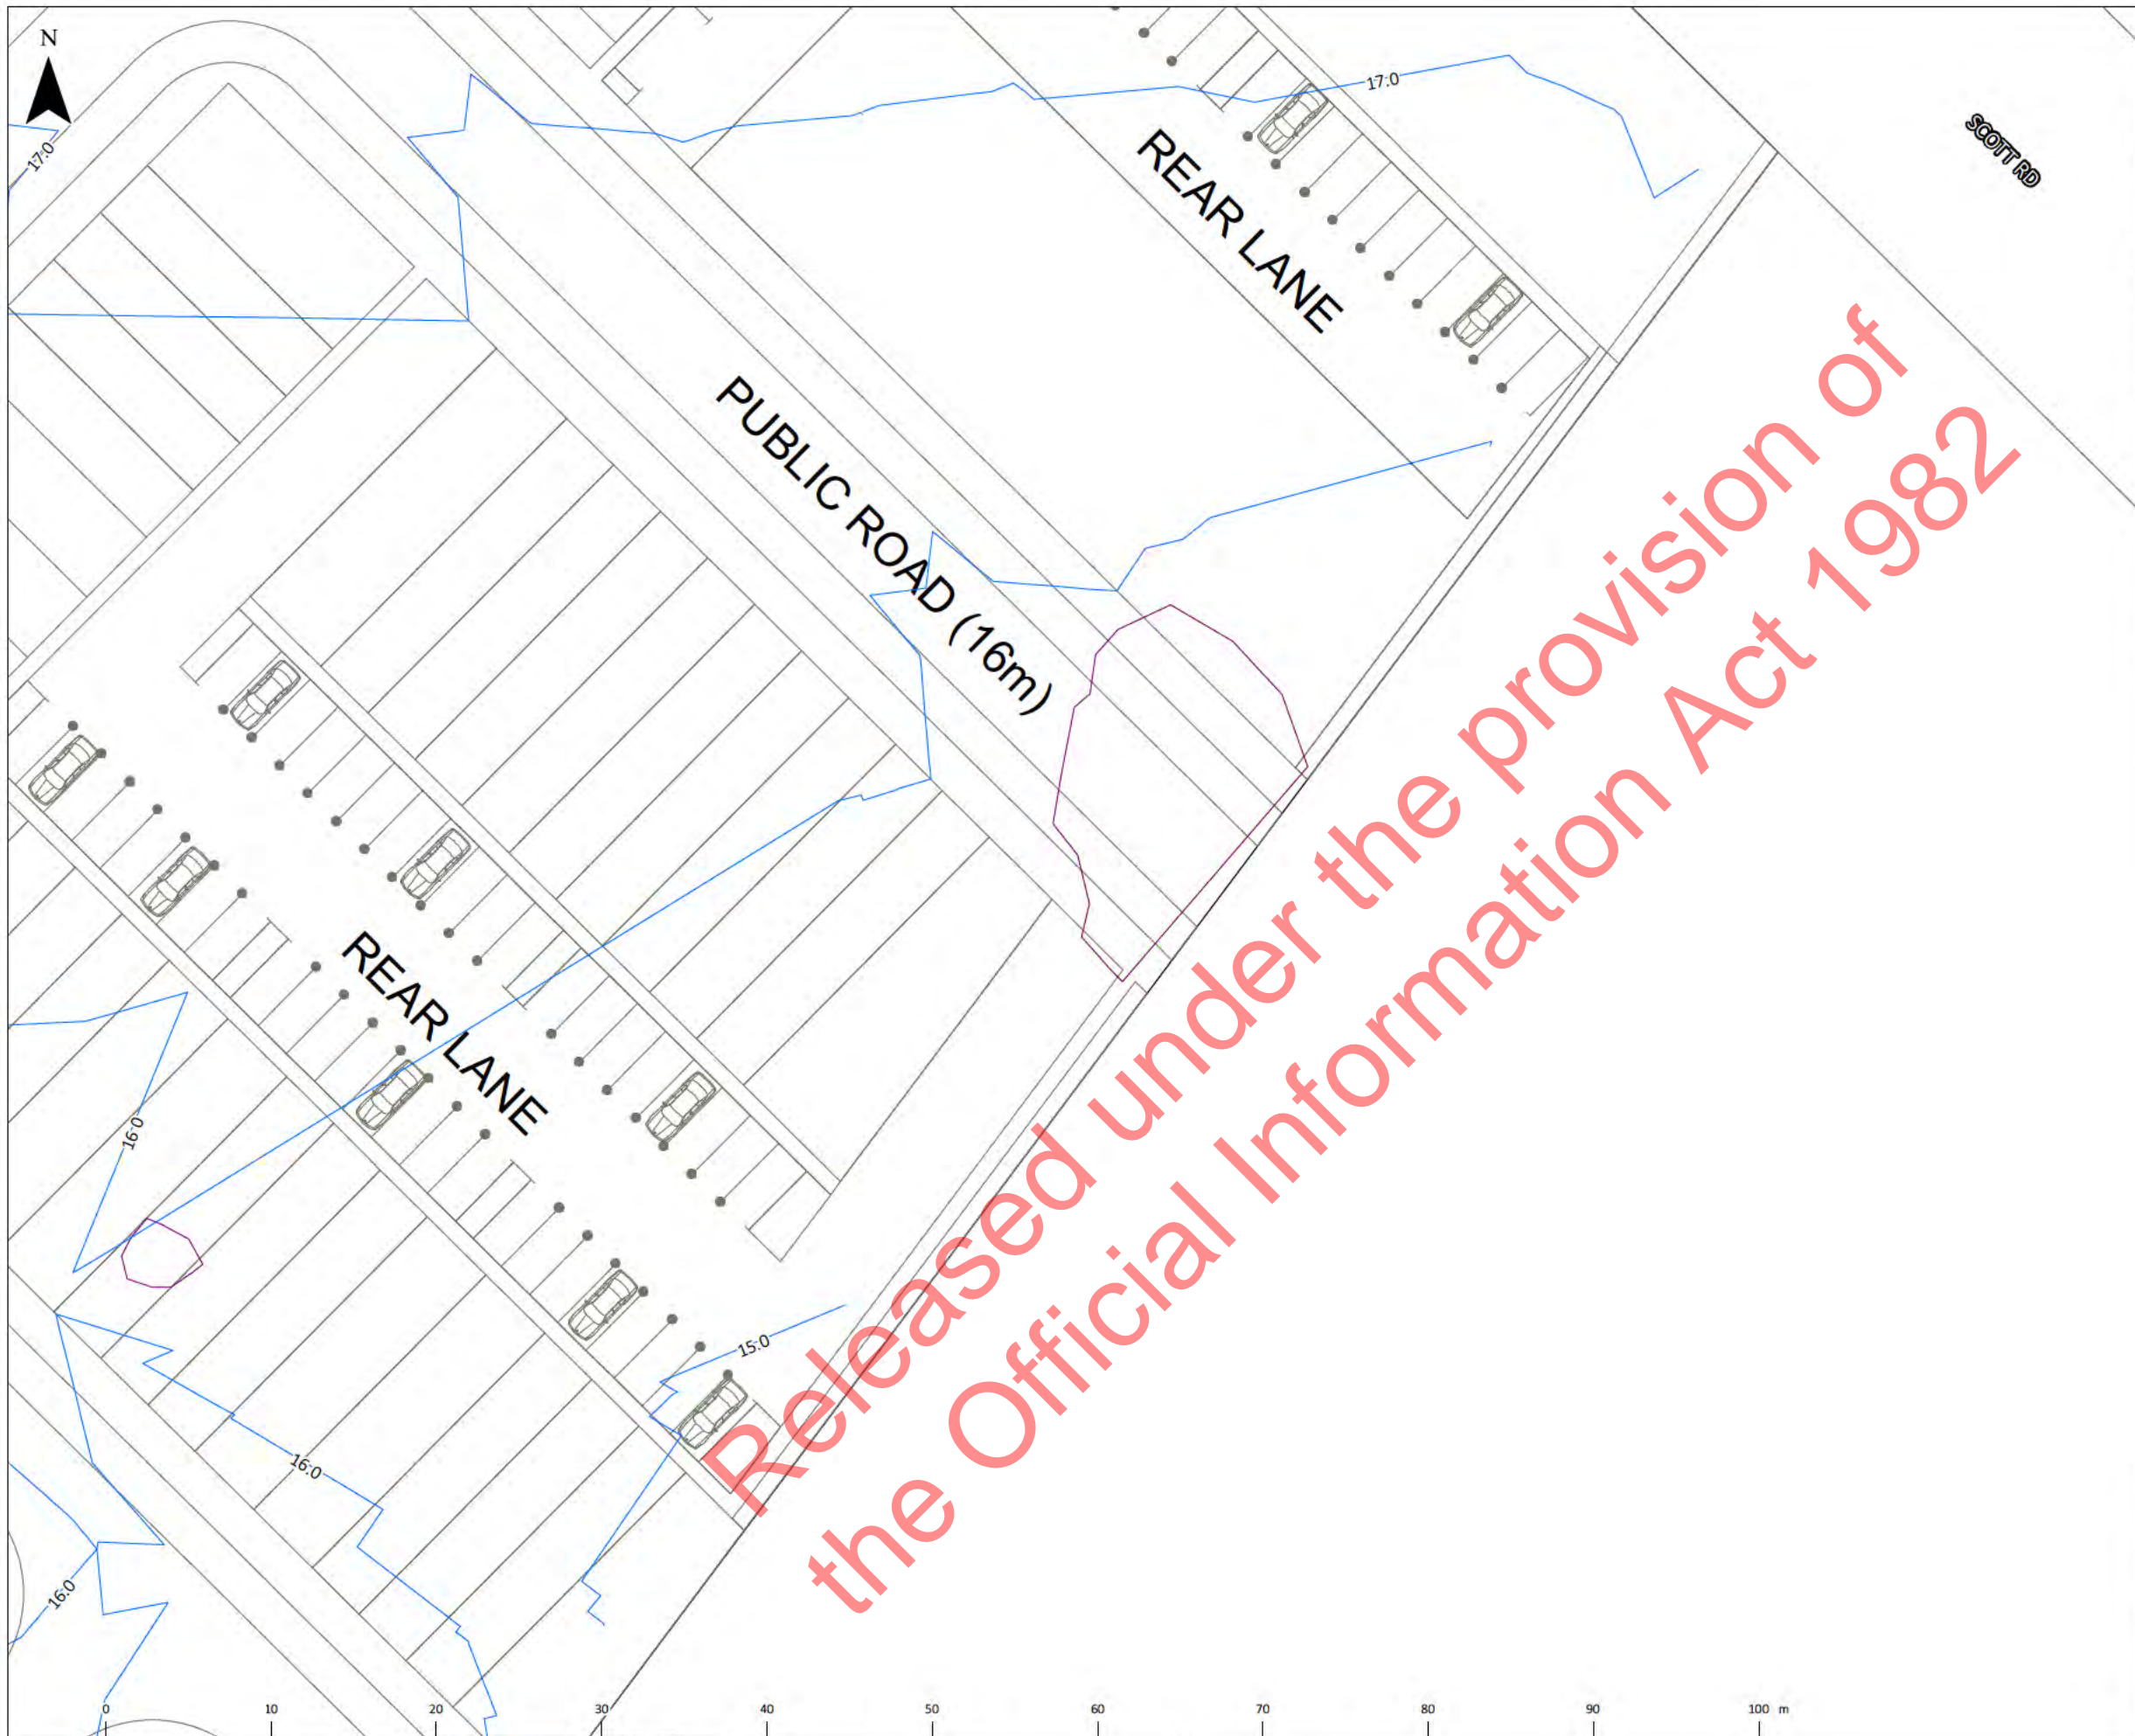 N
17.0
17.0
SCOTT RD
REAR LANE
PUBLIC ROAD (16m)
REAR LANE
16.0
15.0
16.0
16.0
Released under the provision of
the Official Information Act 1982
0 10 20 30 40 50 60 70 80 90 100 m